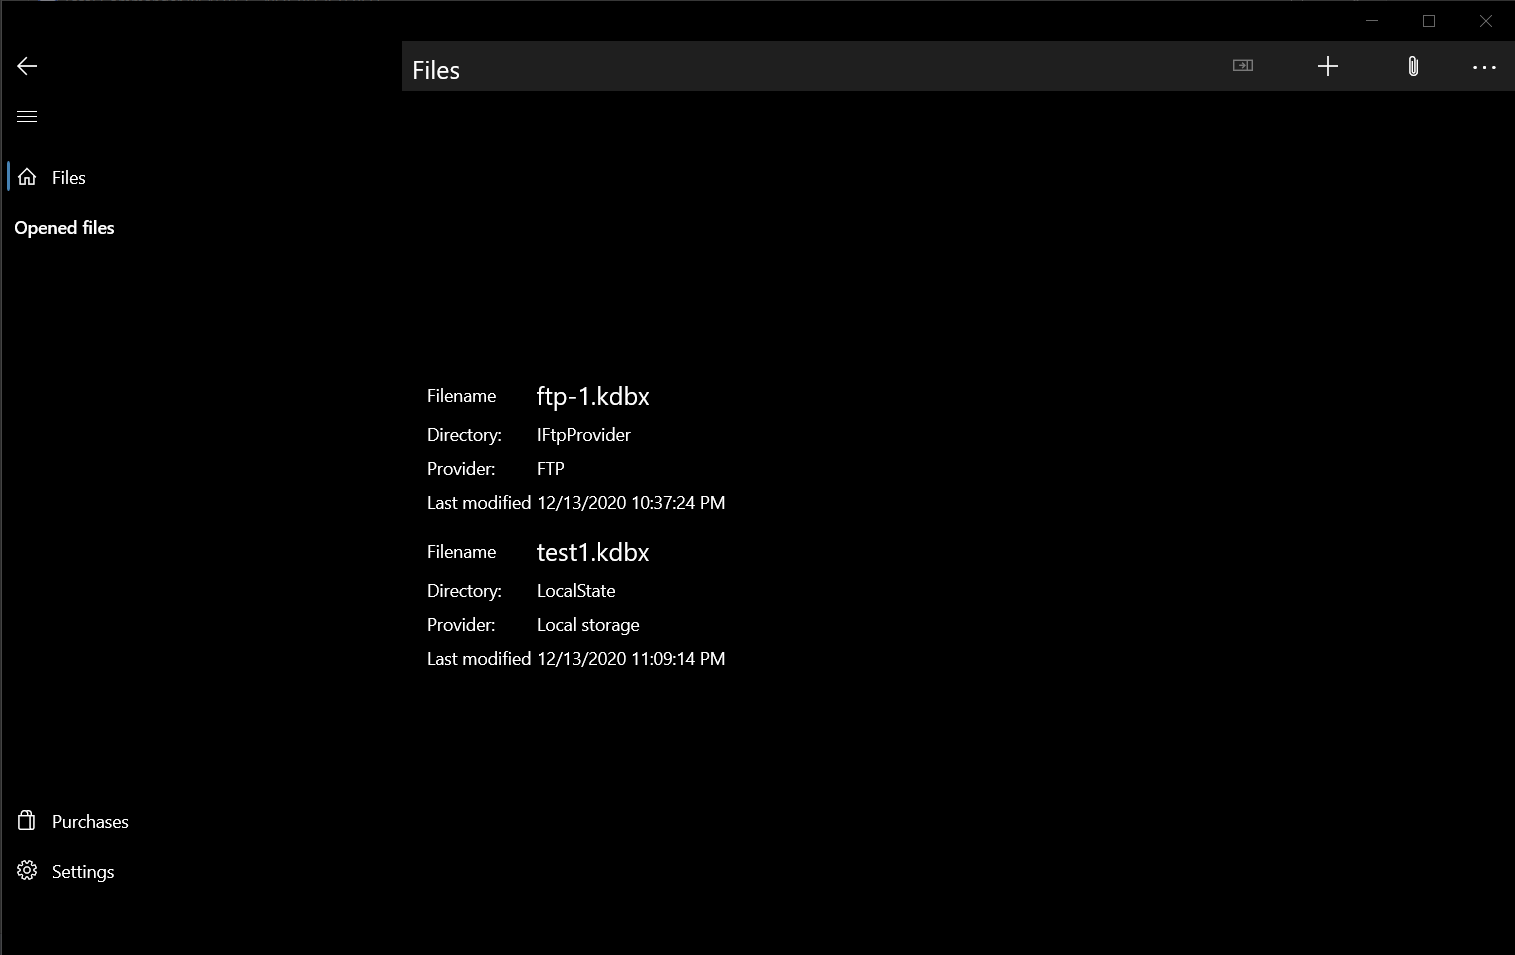 Files
Files
Opened files
Filename ftp-1.kdbx
Directory: IFtpProvider
Provider: FTP
Last modified 12/13/2020 10:37:24 PM
Filename test1.kdbx
Directory: LocalState
Provider: Local storage
Last modified 12/13/2020 11:09:14 PM
Purchases
Settings